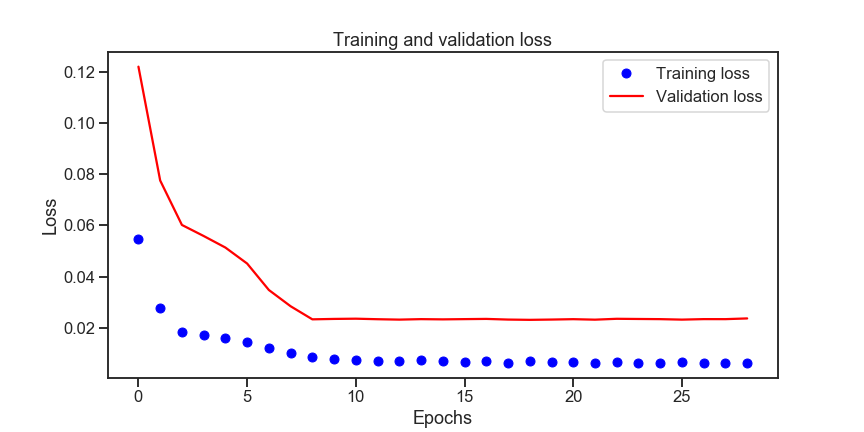 Training and validation loss
Training loss
Validation loss
0.12
0.10
0.08
0.06
0.04
0.02
Loss
0 5 10 15 20 25
Epochs